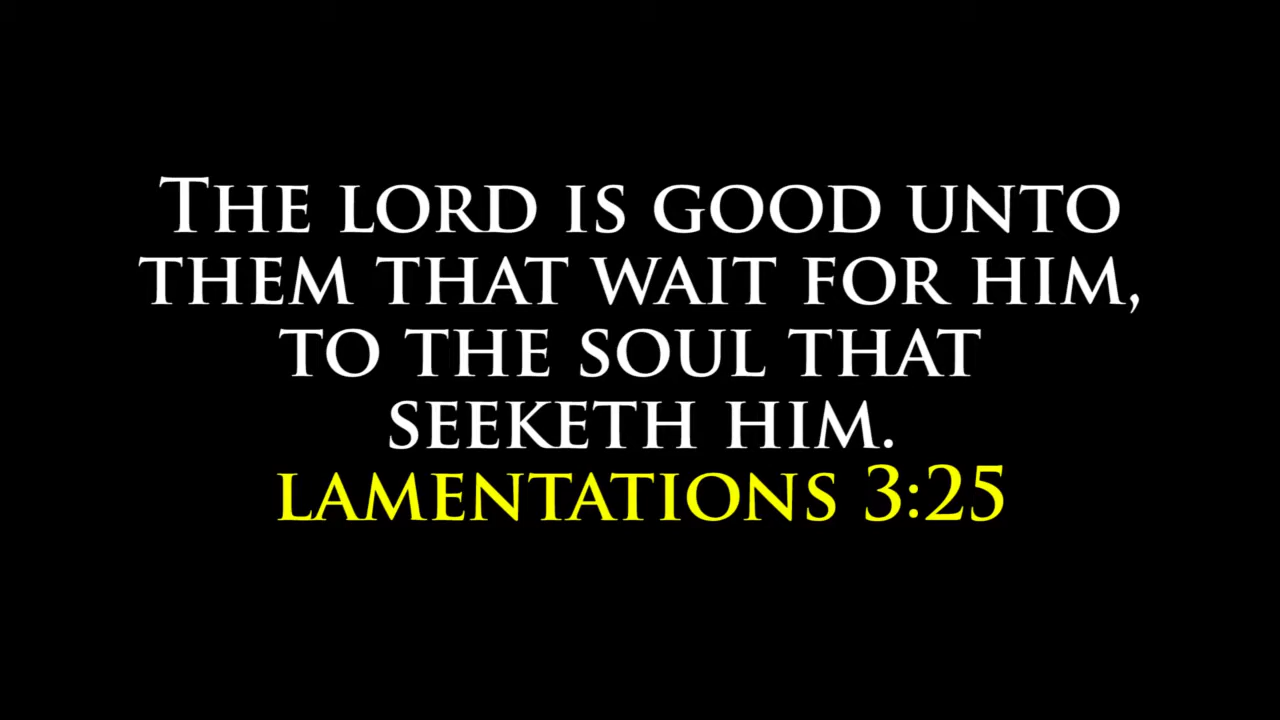 The lord is good unto
them that wait for him,
to the soul that
seeketh him.
lamentations 3:25